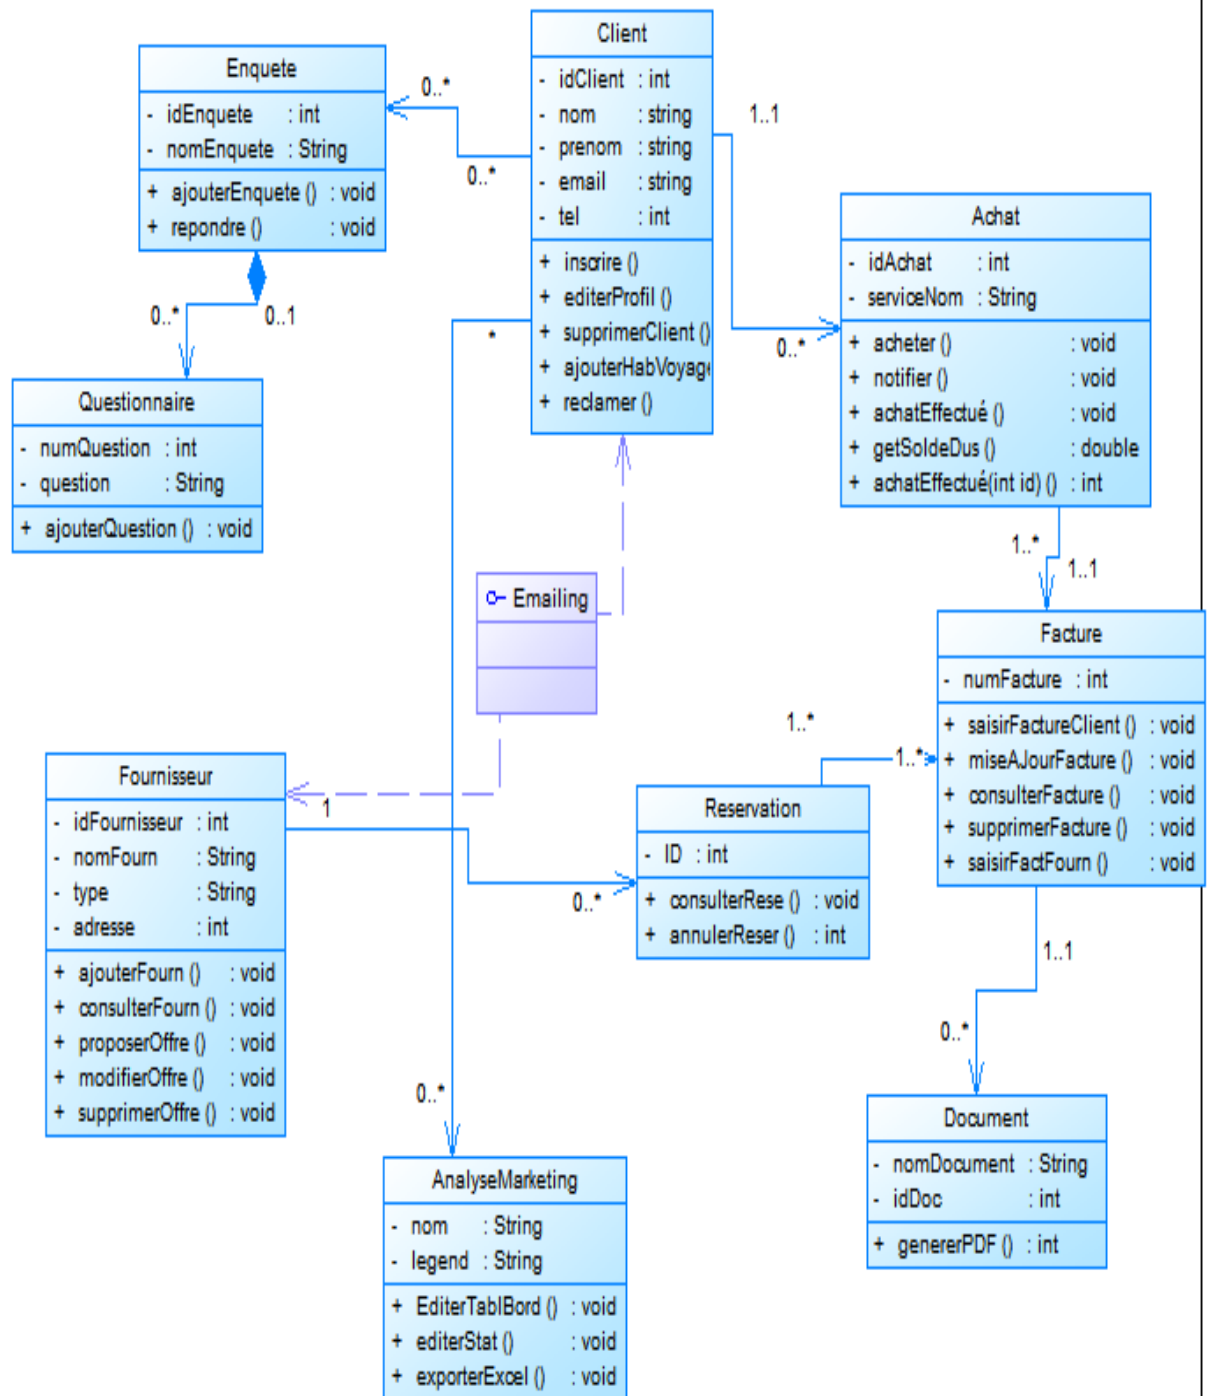 Client
- idClient : int
- nom : string
- prenom : string
- email : string
- tel : int
+ inscrire ()
+ editerProfil ()
+ supprimerClient ()
+ ajouterHabVoyage
+ reclamer ()
Enquete
- idEnquete : int
- nomEnquete : String
+ ajouterEnquete () : void
+ repondre () : void
0..*
0..*
1..1
0..*
Achat
- idAchat : int
- serviceNom : String
+ acheter () : void
+ notifier () : void
+ achatEffectué () : void
+ getSoldeDus () : double
+ achatEffectué(int id) () : int
0..*
0..1
*
Questionnaire
- numQuestion : int
- question : String
+ ajouterQuestion () : void
1..*
1..1
Emailing
Facture
- numFacture : int
+ saisirFactureClient () : void
+ miseAJourFacture () : void
+ consulterFacture () : void
+ supprimerFacture () : void
+ saisirFactFourn () : void
1..*
1..*
Fournisseur
- idFournisseur : int
- nomFourn : String
- type : String
- adresse : int
+ ajouterFourn () : void
+ consulterFourn () : void
+ proposerOffre () : void
+ modifierOffre () : void
+ supprimerOffre () : void
1
0..*
Reservation
- ID : int
+ consulterRese () : void
+ annulerReser () : int
1..1
0..*
0..*
Document
- nomDocument : String
- idDoc : int
+ genererPDF () : int
AnalyseMarketing
- nom : String
- legend : String
+ EditerTablBord () : void
+ editerStat () : void
+ exporterExcel () : void